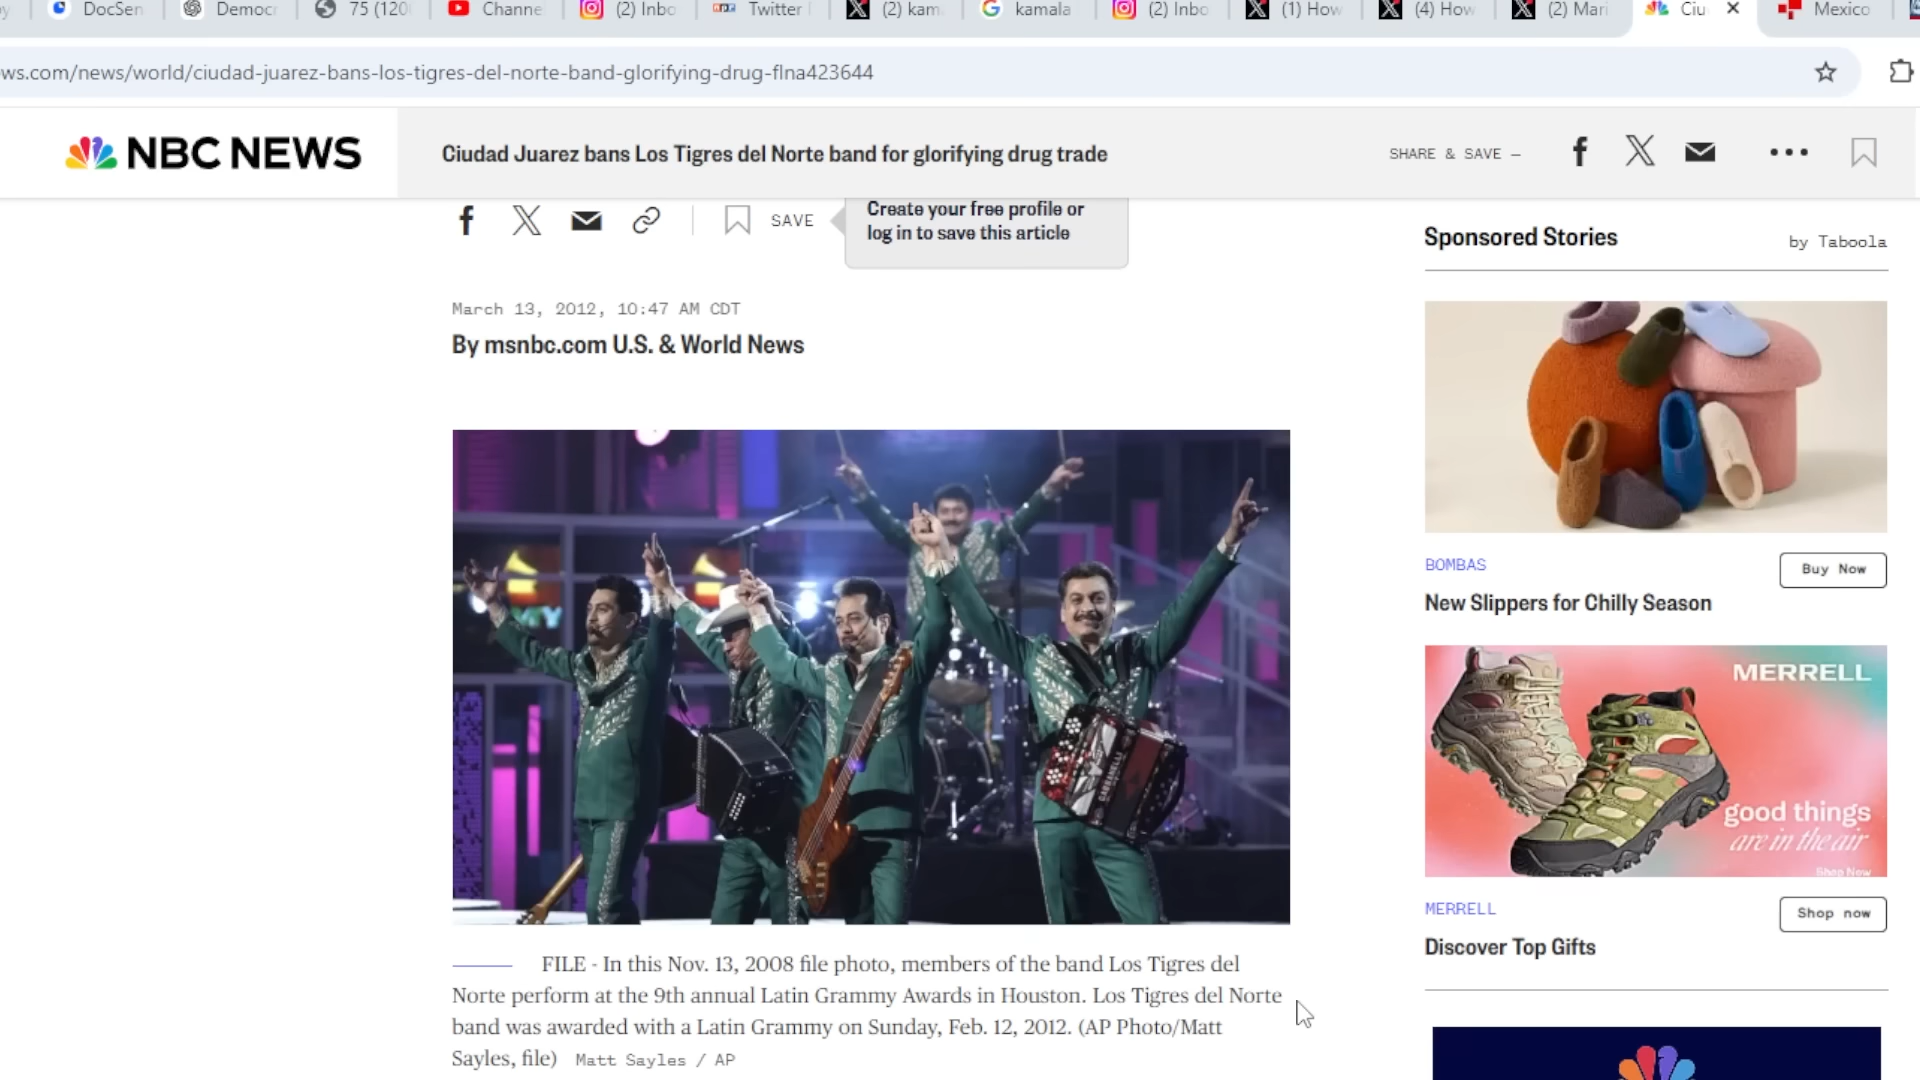 DocSen
Democr
75 (120
Channe
(2) Inbo
Twitter
(2) kam
kamala
(2) Inbo
(1) How
(4) How
(2) Mari
Ciu
Mexico
ws.com/news/world/ciudad-juarez-bans-los-tigres-del-norte-band-glorifying-drug-flna423644
NBC NEWS
Ciudad Juarez bans Los Tigres del Norte band for glorifying drug trade
SHARE & SAVE —
SAVE
Create your free profile or
log in to save this article
Sponsored Stories
by Taboola
March 13, 2012, 10:47 AM CDT
By msnbc.com U.S. & World News
BOMBAS
Buy Now
New Slippers for Chilly Season
MERRELL
good things
are in the air
Shop Now
MERRELL
Shop now
Discover Top Gifts
FILE - In this Nov. 13, 2008 file photo, members of the band Los Tigres del
Norte perform at the 9th annual Latin Grammy Awards in Houston. Los Tigres del Norte
band was awarded with a Latin Grammy on Sunday, Feb. 12, 2012. (AP Photo/Matt
Sayles, file) Matt Sayles / AP